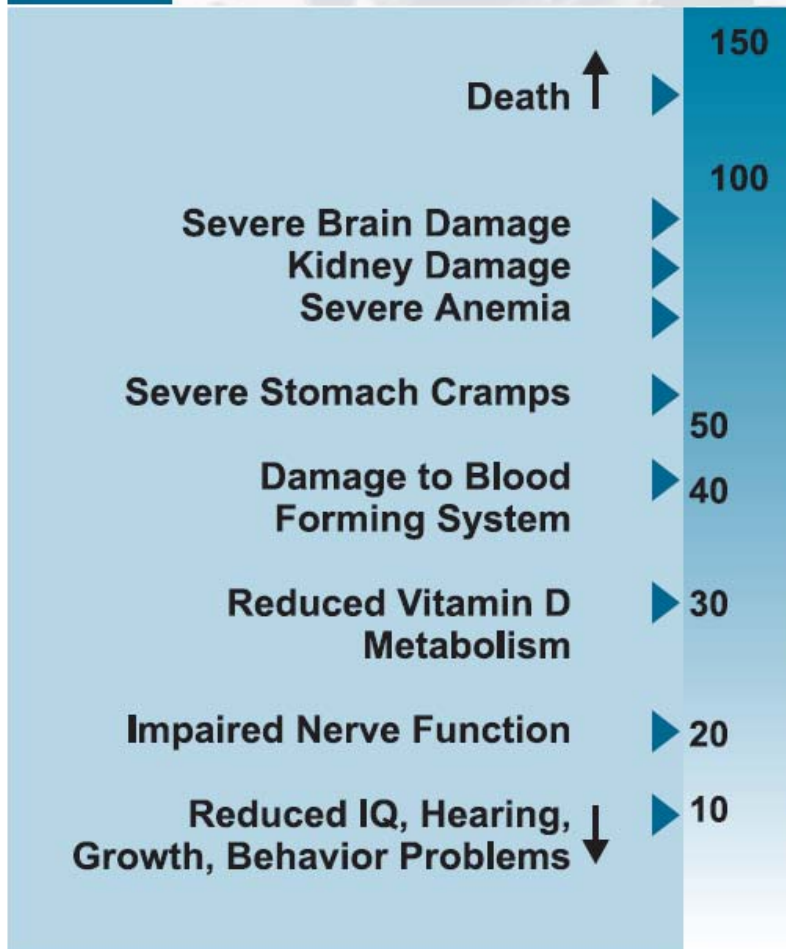 150
Death
100
Severe Brain Damage
Kidney Damage
Severe Anemia
Severe Stomach Cramps
50
Damage to Blood
40
Forming System
Reduced Vitamin D
30
Metabolism
Impaired Nerve Function
20
Reduced IQ, Hearing,
10
Growth, Behavior Problems